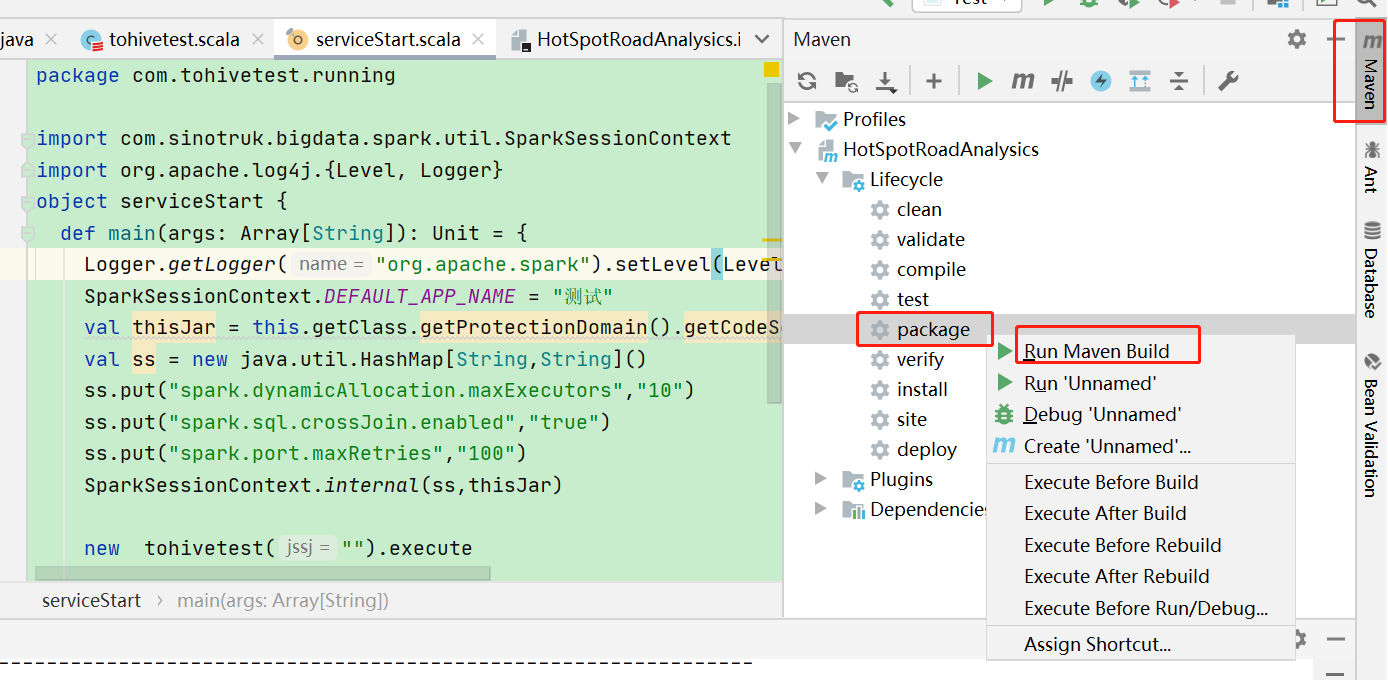 Test
java
tohivetest.scala
serviceStart.scala
HotSpotRoadAnalysics.i
package com.tohivetest.running
import com.sinotruk.bigdata.spark.util.SparkSessionContext
import org.apache.log4j.{Level, Logger}
object serviceStart {
def main(args: Array[String]): Unit = {
Logger.getLogger( name = "org.apache.spark").setLevel(Level
SparkSessionContext.DEFAULT_APP_NAME = "测试"
val thisJar = this.getClass.getProtectionDomain().getCodeS
val ss = new java.util.HashMap[String,String]()
ss.put("spark.dynamicAllocation.maxExecutors","10")
ss.put("spark.sql.crossJoin.enabled","true")
ss.put("spark.port.maxRetries","100")
SparkSessionContext.internal(ss,thisJar)
new tohivetest( jssj = "").execute
serviceStart › main(args: Array[String])
Maven
Profiles
HotSpotRoadAnalysics
Lifecycle
clean
validate
compile
test
package
verify
install
site
deploy
Plugins
Dependencies
Run Maven Build
Run 'Unnamed'
Debug 'Unnamed'
Create 'Unnamed'...
Execute Before Build
Execute After Build
Execute Before Rebuild
Execute After Rebuild
Execute Before Run/Debug...
Assign Shortcut...
Maven
Ant
Database
Bean Validation